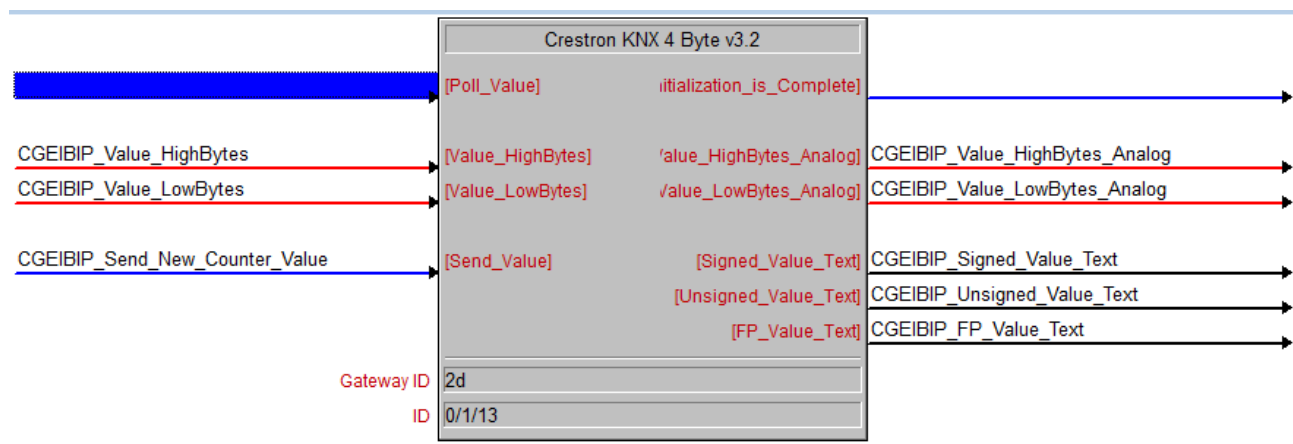 Crestron KNX 4 Byte v3.2
[Poll_Value] itialization_is_Complete]
CGEIBIP_Value_HighBytes [Value_HighBytes] alue_HighBytes_Analog] CGEIBIP_Value_HighBytes_Analog
CGEIBIP_Value_LowBytes [Value_LowBytes] alue_LowBytes_Analog] CGEIBIP_Value_LowBytes_Analog
CGEIBIP_Send_New_Counter_Value [Send_Value] [Signed_Value_Text] CGEIBIP_Signed_Value_Text
[Unsigned_Value_Text] CGEIBIP_Unsigned_Value_Text
[FP_Value_Text] CGEIBIP_FP_Value_Text
Gateway ID 2d
ID 0/1/13